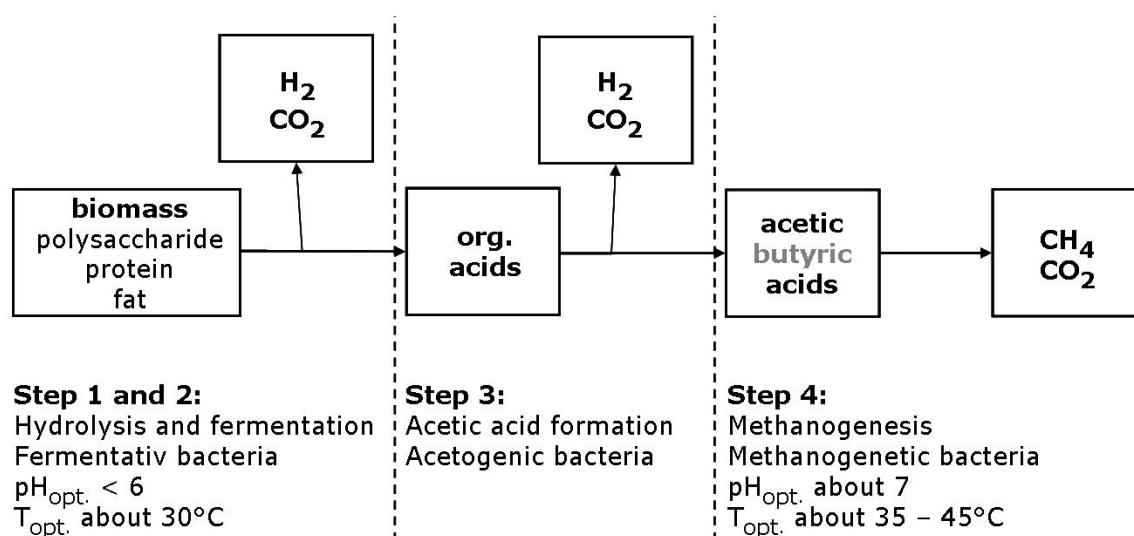 H2
CO2
H2
CO2
biomass
polysaccharide
protein
fat
org.
acids
acetic
butyric
acids
CH4
CO2
Step 1 and 2:
Hydrolysis and fermentation
Fermentativ bacteria
pHopt. < 6
Topt. about 30°C
Step 3:
Acetic acid formation
Acetogenic bacteria
Step 4:
Methanogenesis
Methanogenetic bacteria
pHopt. about 7
Topt. about 35 – 45°C